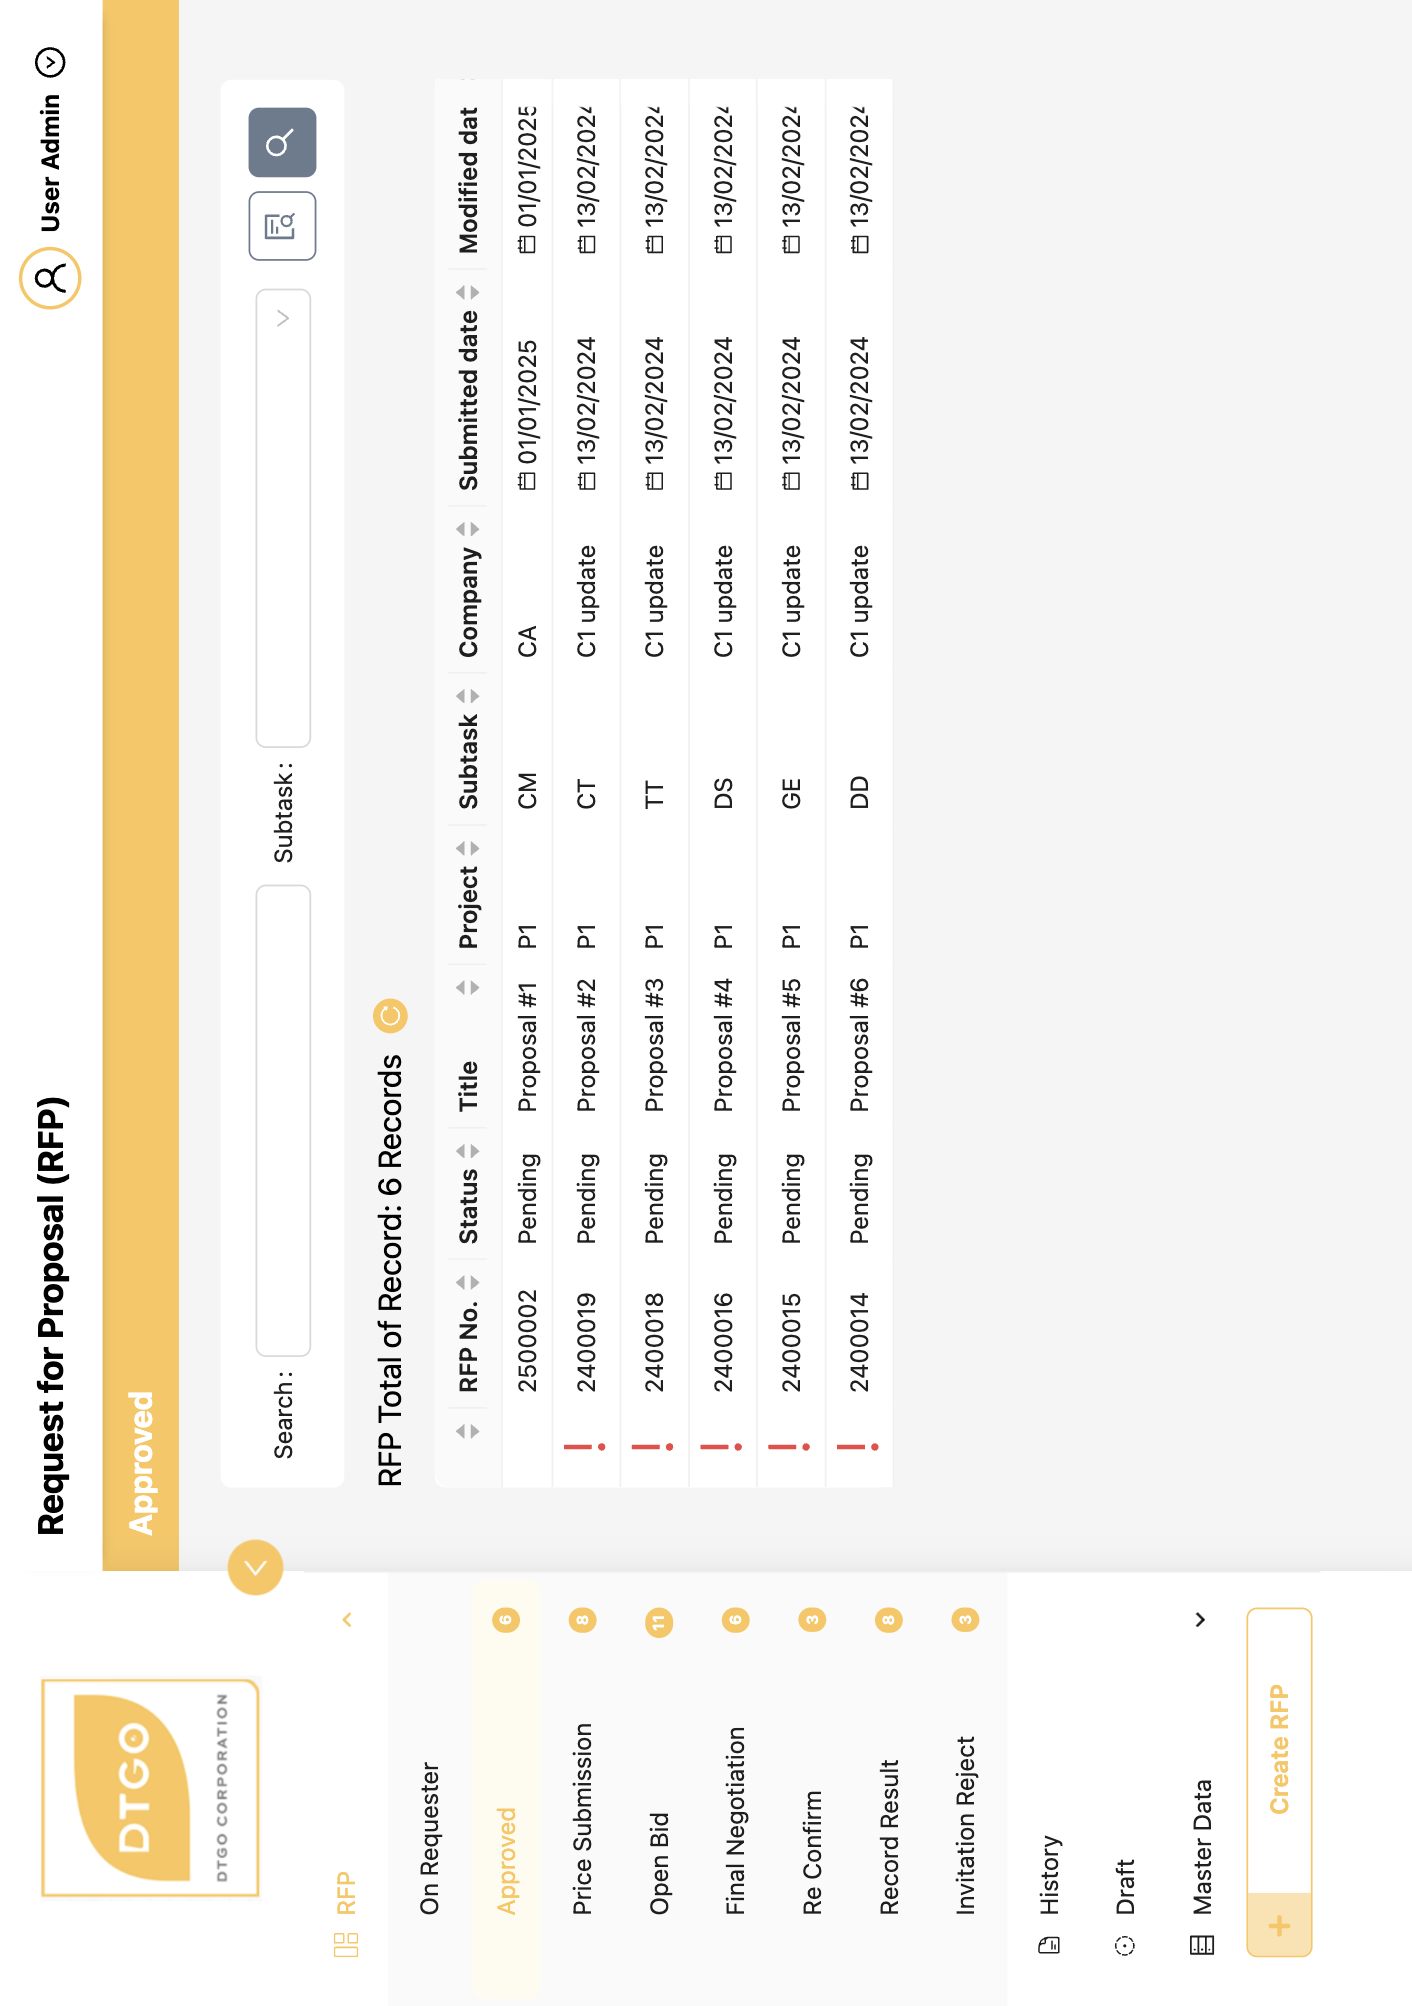 DTGO
DTGO CORPORATION
RFP
On Requester
Approved 6
Price Submission 8
Open Bid 11
Final Negotiation 6
Re Confirm 3
Record Result 8
Invitation Reject 3
History
Draft
Master Data
+ Create RFP
Request for Proposal (RFP)
User Admin
Approved
Search: Subtask:
RFP Total of Record: 6 Records
RFP No. Status Title Project Subtask Company Submitted date Modified dat
2500002 Pending Proposal #1 P1 CM CA 01/01/2025 01/01/2025
! 2400019 Pending Proposal #2 P1 CT C1 update 13/02/2024 13/02/2024
! 2400018 Pending Proposal #3 P1 TT C1 update 13/02/2024 13/02/2024
! 2400016 Pending Proposal #4 P1 DS C1 update 13/02/2024 13/02/2024
! 2400015 Pending Proposal #5 P1 GE C1 update 13/02/2024 13/02/2024
! 2400014 Pending Proposal #6 P1 DD C1 update 13/02/2024 13/02/2024